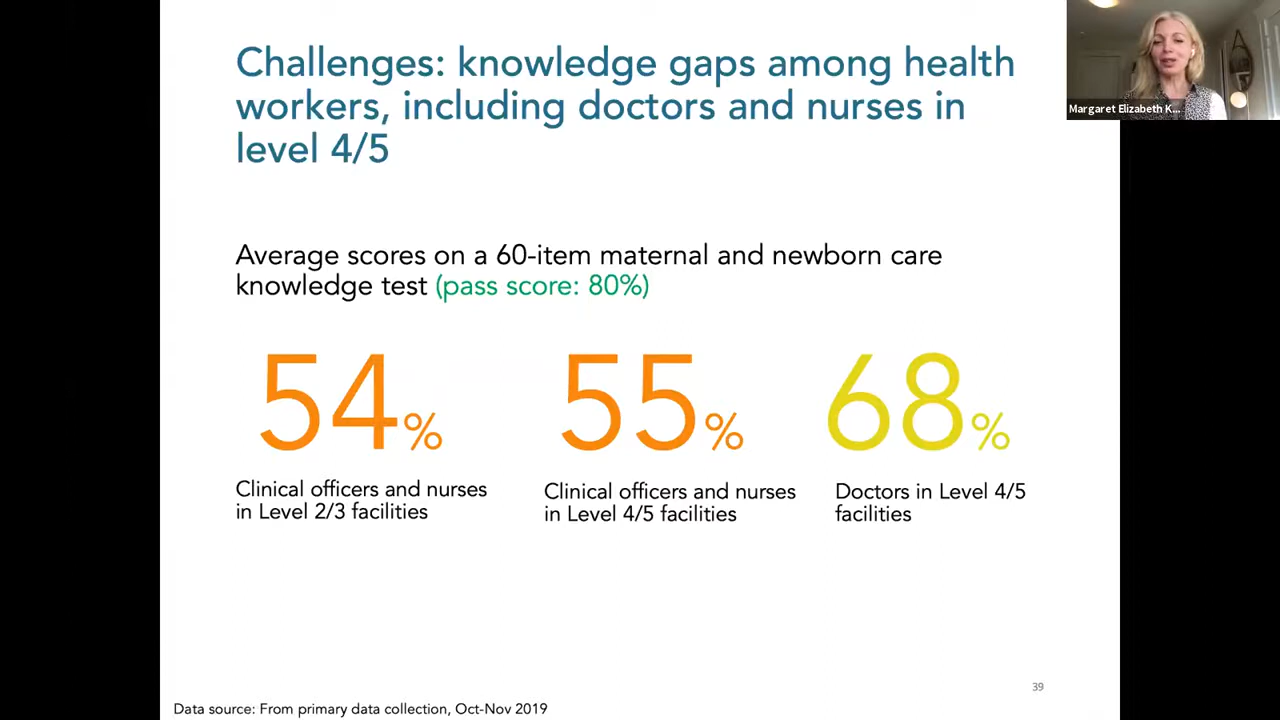 Challenges: knowledge gaps among health
workers, including doctors and nurses in
level 4/5
Margaret Elizabeth K...
Average scores on a 60-item maternal and newborn care
knowledge test (pass score: 80%)
54%
55%
68%
Clinical officers and nurses
in Level 2/3 facilities
Clinical officers and nurses
in Level 4/5 facilities
Doctors in Level 4/5
facilities
39
Data source: From primary data collection, Oct-Nov 2019